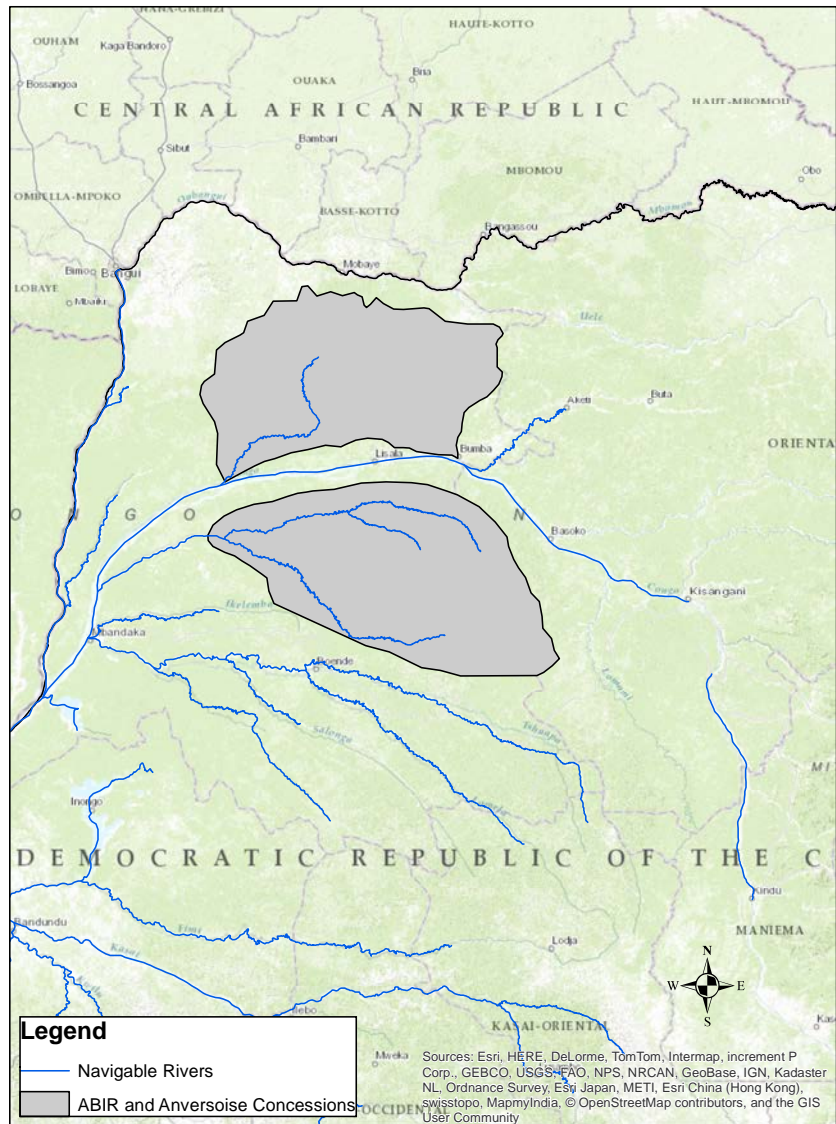 NANA-GREBIZI
HAUTE-KOTTO
OUHAM
Kaga Bandoro
Bossangoa
OUAKA
Bria
CENTRAL AFRICAN REPUBLIC
HAUT-MBOMOU
Sibut
Bambari
MBOMOU
Obo
OMBELLA-MPOKO
Oubangui
BASSE-KOTTO
Mbomou
Bangassou
Bimbo
Bangui
Mobaye
LOBAYE
Mbaiki
Uele
Aketi
Buta
Lisala
Bumba
ORIENTA
ONGO
N
Basoko
Congo
Kisangani
Ikelemba
Mbandaka
Boende
Lomami
Tshuapa
Salonga
Inongo
DEMOCRATIC REPUBLIC OF THE C
Kindu
Bandundu
MANIEMA
Kasai
Lodja
N
W
E
S
Ilebo
KASAI-ORIENTAL
Mweka
OCCIDENTAL
Legend
Navigable Rivers
ABIR and Anversoise Concessions
Sources: Esri, HERE, DeLorme, TomTom, Intermap, increment P
Corp., GEBCO, USGS, FAO, NPS, NRCAN, GeoBase, IGN, Kadaster
NL, Ordnance Survey, Esri Japan, METI, Esri China (Hong Kong),
swisstopo, MapmyIndia, © OpenStreetMap contributors, and the GIS
User Community